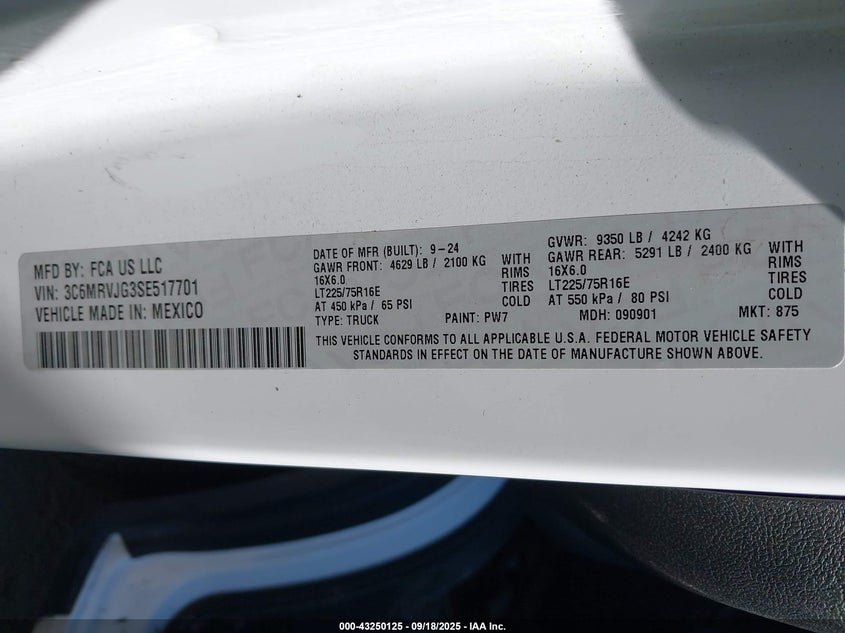 MFD BY: FCA US LLC
VIN: 3C6MRVJG3SE517701
VEHICLE MADE IN: MEXICO
DATE OF MFR (BUILT): 9-24
GAWR FRONT: 4629 LB / 2100 KG
16X6.0
LT225/75R16E
AT 450 kPa / 65 PSI
WITH
RIMS
TIRES
COLD
TYPE: TRUCK
PAINT: PW7
GVWR: 9350 LB / 4242 KG
GAWR REAR: 5291 LB / 2400 KG
16X6.0
LT225/75R16E
AT 550 kPa / 80 PSI
WITH
RIMS
TIRES
COLD
MDH: 090901
MKT: 875
THIS VEHICLE CONFORMS TO ALL APPLICABLE U.S.A. FEDERAL MOTOR VEHICLE SAFETY
STANDARDS IN EFFECT ON THE DATE OF MANUFACTURE SHOWN ABOVE.
000-43250125 - 09/18/2025 - IAA Inc.